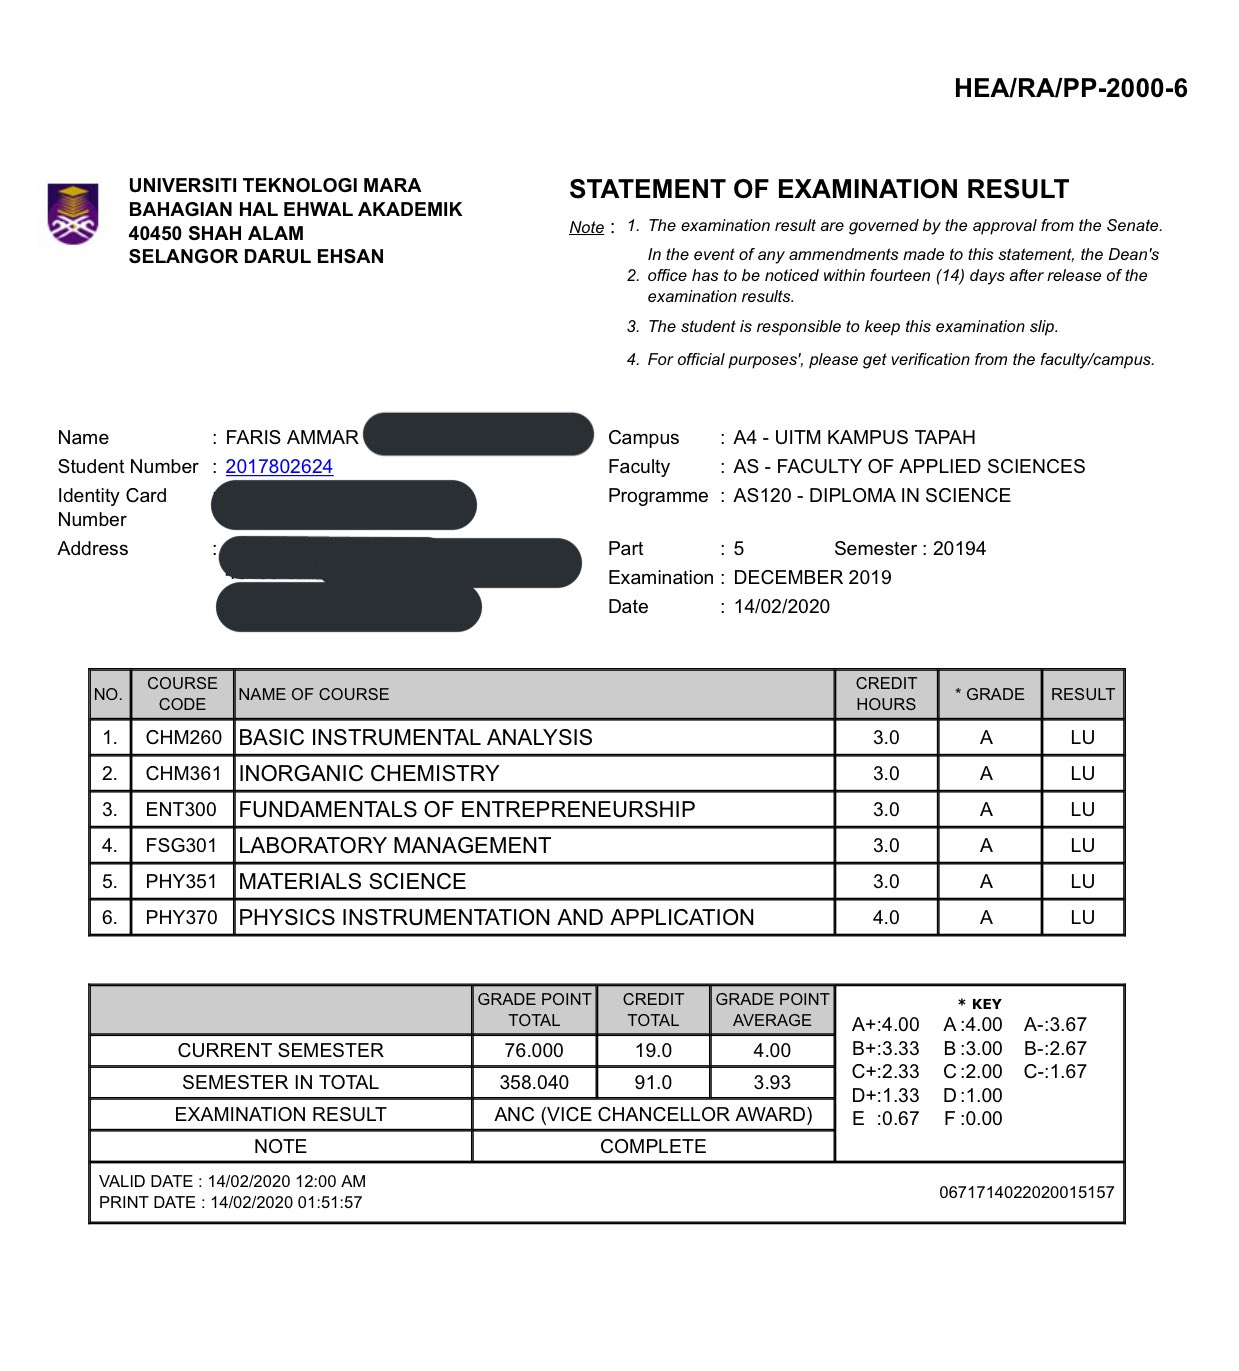 HEA/RA/PP-2000-6
UNIVERSITI TEKNOLOGI MARA
BAHAGIAN HAL EHWAL AKADEMIK
40450 SHAH ALAM
SELANGOR DARUL EHSAN
STATEMENT OF EXAMINATION RESULT
Note : 1. The examination result are governed by the approval from the Senate.
In the event of any ammendments made to this statement, the Dean's
2. office has to be noticed within fourteen (14) days after release of the
examination results.
3. The student is responsible to keep this examination slip.
4. For official purposes', please get verification from the faculty/campus.
Name : FARIS AMMAR
Student Number : 2017802624
Identity Card
Number
Address :
Campus : A4 - UITM KAMPUS TAPAH
Faculty : AS - FACULTY OF APPLIED SCIENCES
Programme : AS120 - DIPLOMA IN SCIENCE
Part : 5 Semester : 20194
Examination : DECEMBER 2019
Date : 14/02/2020
NO. COURSE CODE NAME OF COURSE CREDIT HOURS * GRADE RESULT
1. CHM260 BASIC INSTRUMENTAL ANALYSIS 3.0 A LU
2. CHM361 INORGANIC CHEMISTRY 3.0 A LU
3. ENT300 FUNDAMENTALS OF ENTREPRENEURSHIP 3.0 A LU
4. FSG301 LABORATORY MANAGEMENT 3.0 A LU
5. PHY351 MATERIALS SCIENCE 3.0 A LU
6. PHY370 PHYSICS INSTRUMENTATION AND APPLICATION 4.0 A LU
GRADE POINT TOTAL CREDIT TOTAL GRADE POINT AVERAGE
CURRENT SEMESTER 76.000 19.0 4.00
SEMESTER IN TOTAL 358.040 91.0 3.93
EXAMINATION RESULT ANC (VICE CHANCELLOR AWARD)
NOTE COMPLETE
* KEY
A+:4.00 A :4.00 A-:3.67
B+:3.33 B :3.00 B-:2.67
C+:2.33 C :2.00 C-:1.67
D+:1.33 D :1.00
E :0.67 F :0.00
VALID DATE : 14/02/2020 12:00 AM
PRINT DATE : 14/02/2020 01:51:57
0671714022020015157